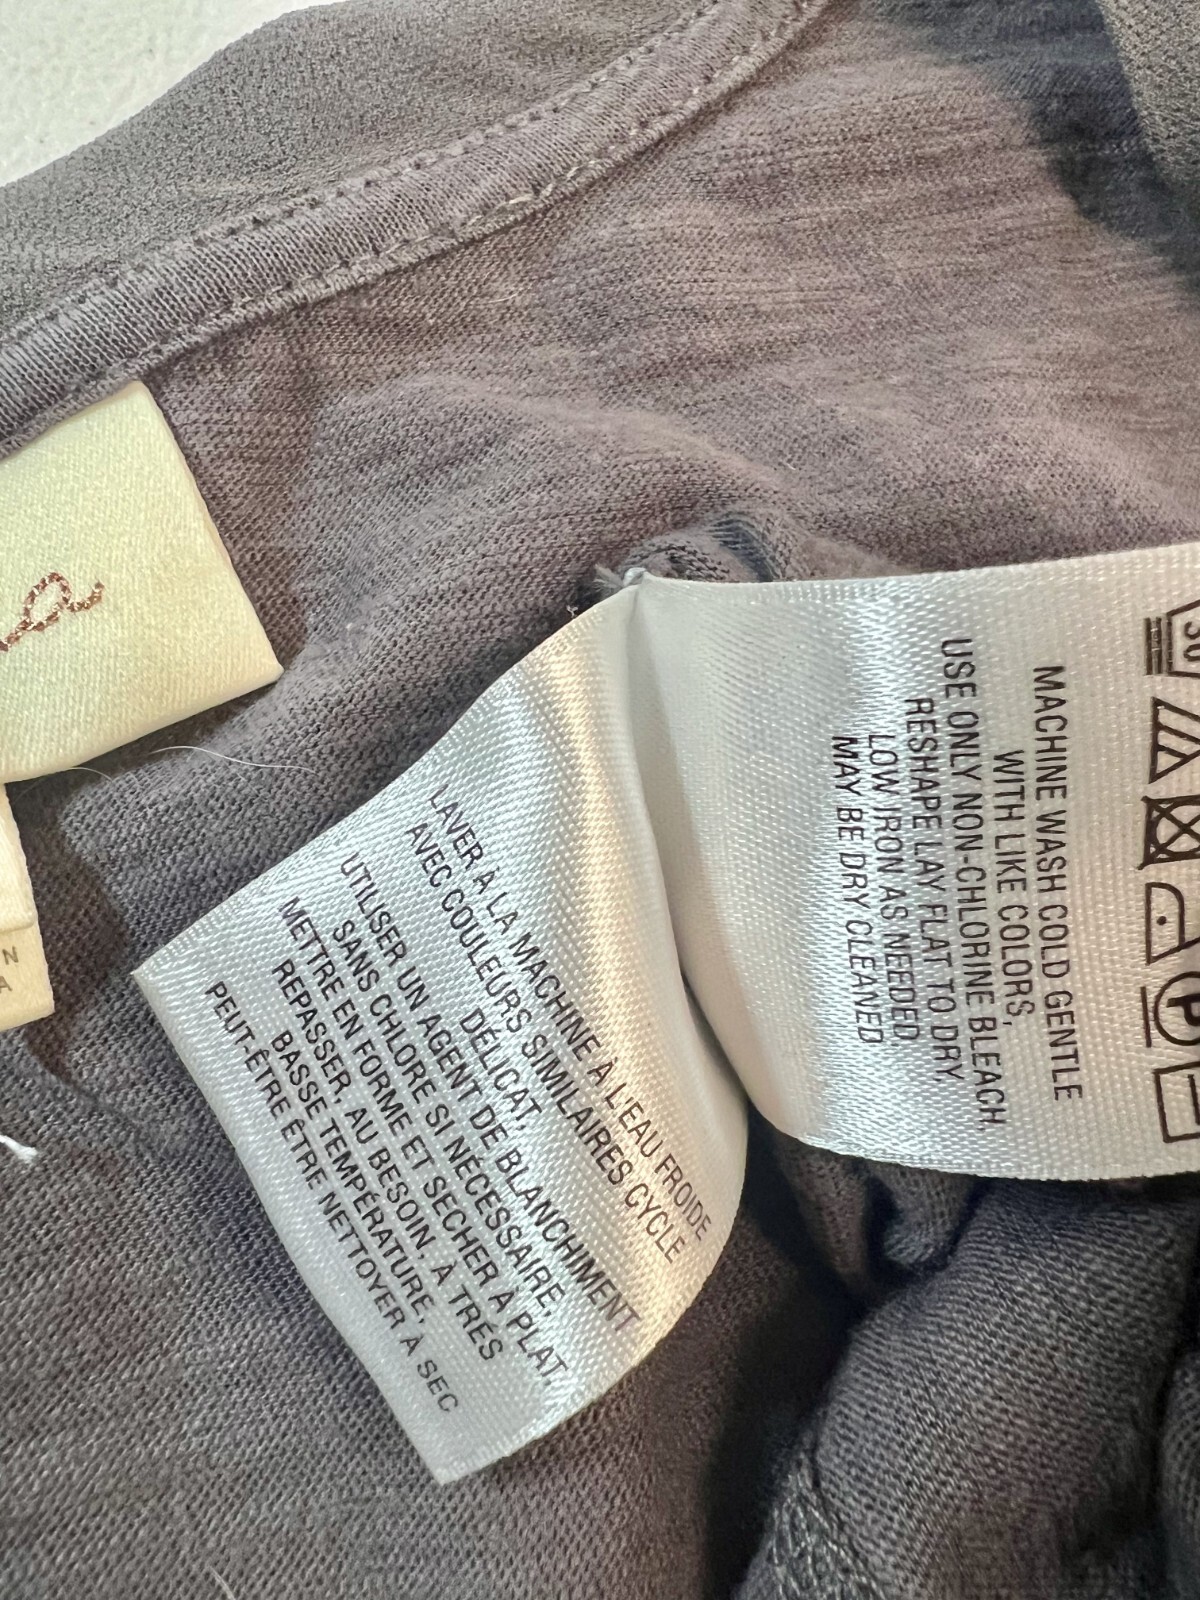 MACHINE WASH COLD GENTLE
WITH LIKE COLORS,
USE ONLY NON-CHLORINE BLEACH,
RESHAPE LAY FLAT TO DRY,
LOW IRON AS NEEDED
MAY BE DRY CLEANED
LAVER À LA MACHINE À L'EAU FROIDE
AVEC COULEURS SIMILAIRES CYCLE
DÉLICAT,
UTILISER UN AGENT DE BLANCHIMENT
SANS CHLORE SI NÉCESSAIRE,
METTRE EN FORME ET SECHER À PLAT,
REPASSER, AU BESOIN, À TRÈS
BASSE TEMPÉRATURE,
PEUT-ÊTRE ÊTRE NETTOYER À SEC
30
P
a
N
A